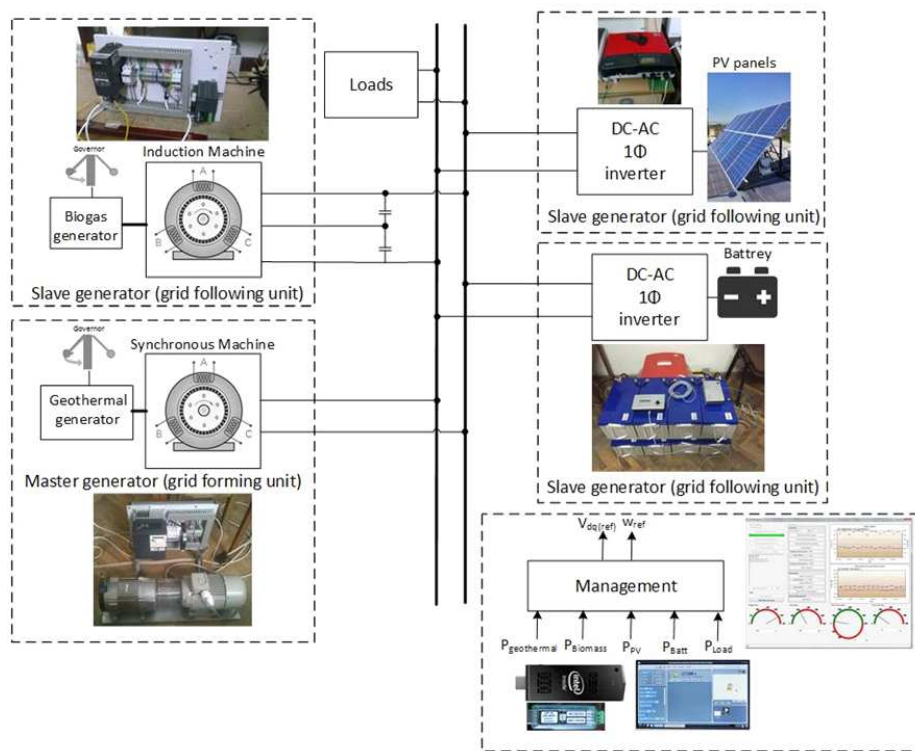 Governor
Induction Machine
Biogas
generator
A
B
C
Slave generator (grid following unit)
Governor
Synchronous Machine
Geothermal
generator
A
B
C
Master generator (grid forming unit)
Loads
PV panels
DC-AC
1Φ
inverter
Slave generator (grid following unit)
Battrey
DC-AC
1Φ
inverter
Slave generator (grid following unit)
Vdq(ref)
wref
Management
Pgeothermal
PBiomass
PPV
PBatt
PLoad
intel